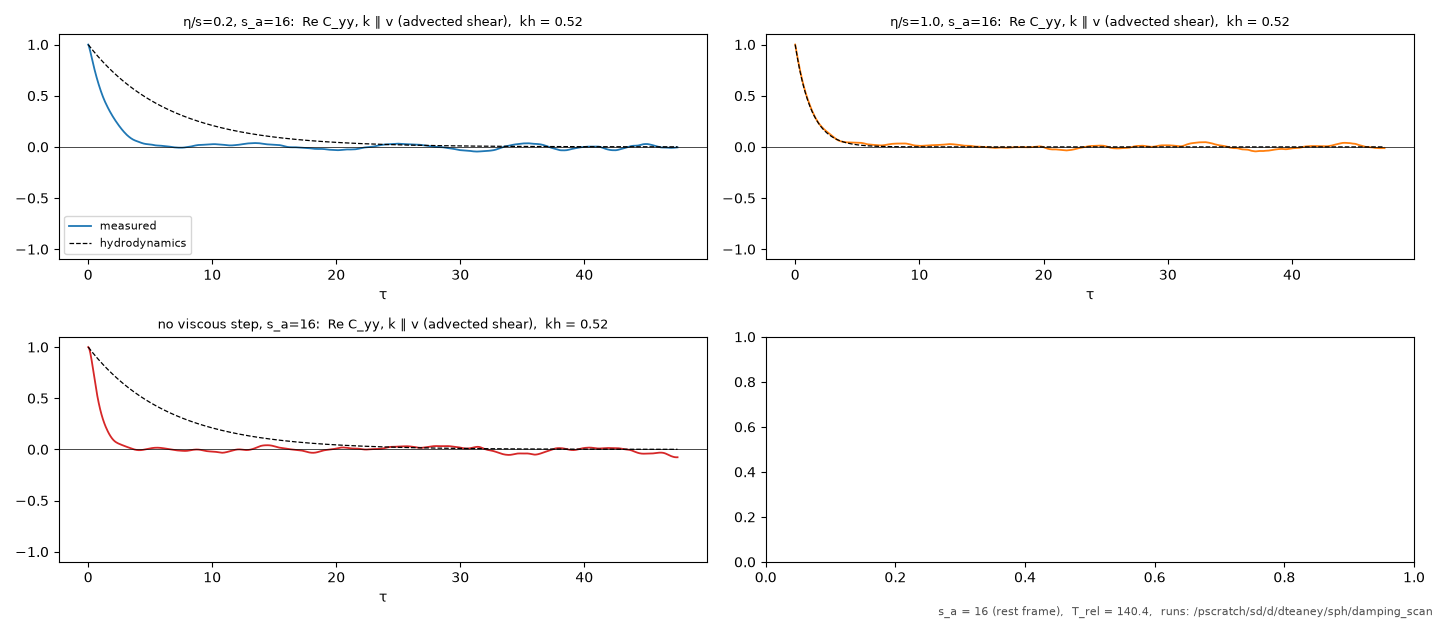 η/s=0.2, s_a=16:  Re C_yy, k ∥ v (advected shear),  kh = 0.52
1.0
0.5
0.0
−0.5
−1.0
measured
hydrodynamics
0 10 20 30 40
τ
η/s=1.0, s_a=16:  Re C_yy, k ∥ v (advected shear),  kh = 0.52
1.0
0.5
0.0
−0.5
−1.0
0 10 20 30 40
τ
no viscous step, s_a=16:  Re C_yy, k ∥ v (advected shear),  kh = 0.52
1.0
0.5
0.0
−0.5
−1.0
0 10 20 30 40
τ
1.0
0.8
0.6
0.4
0.2
0.0
0.0 0.2 0.4 0.6 0.8 1.0
s_a = 16 (rest frame),  T_rel = 140.4,  runs: /pscratch/sd/d/dteaney/sph/damping_scan